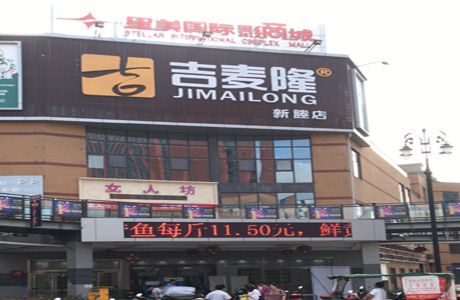 星美国际影商城
STELLAR INTERNATIONAL CINEPLEX MALL
吉麦隆®
JIMAILONG
新滕店
女人坊
鱼每斤11.50元，鲜